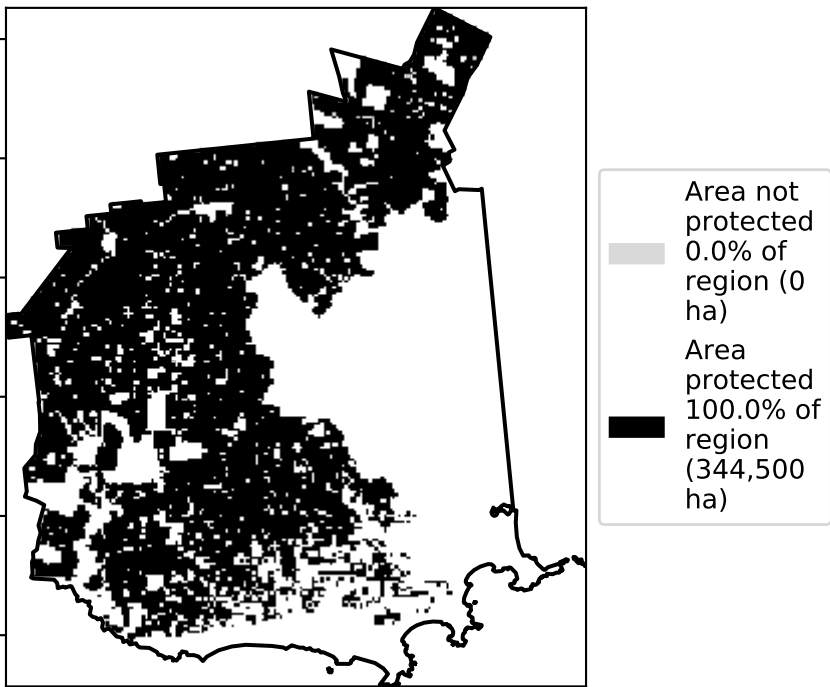 Area not
protected
0.0% of
region (0
ha)
Area
protected
100.0% of
region
(344,500
ha)